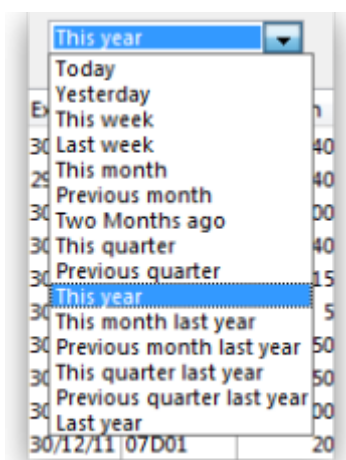 This year
Today
Yesterday
This week
Last week
This month
Previous month
Two Months ago
This quarter
Previous quarter
This year
This month last year
Previous month last year
This quarter last year
Previous quarter last year
Last year
30/12/11 07D01 20